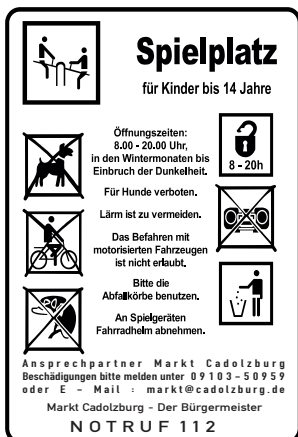 Spielplatz
für Kinder bis 14 Jahre
Öffnungszeiten:
8.00 - 20.00 Uhr,
in den Wintermonaten bis
Einbruch der Dunkelheit.
8 - 20h
Für Hunde verboten.
Lärm ist zu vermeiden.
Das Befahren mit
motorisierten Fahrzeugen
ist nicht erlaubt.
Bitte die
Abfallkörbe benutzen.
An Spielgeräten
Fahrradhelm abnehmen.
Ansprechpartner Markt Cadolzburg
Beschädigungen bitte melden unter 09103-50959
oder E - Mail : markt@cadolzburg.de
Markt Cadolzburg - Der Bürgermeister
NOTRUF 112